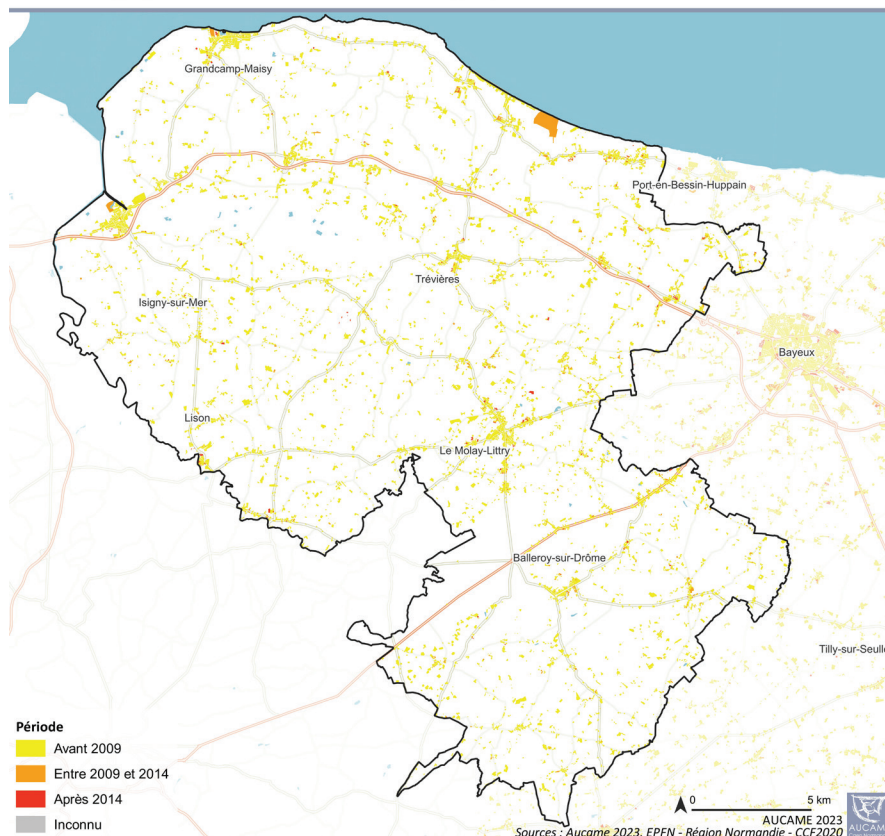 Grandcamp-Maisy
Port-en-Bessin-Huppain
Trévières
Isigny-sur-Mer
Bayeux
Lison
Le Molay-Littry
Balleroy-sur-Drôme
Tilly-sur-Seulle
Période
Avant 2009
Entre 2009 et 2014
Après 2014
Inconnu
0 5 km
AUCAME 2023
Sources : Aucame 2023, EPFN - Région Normandie - CCF2020
AUCAME